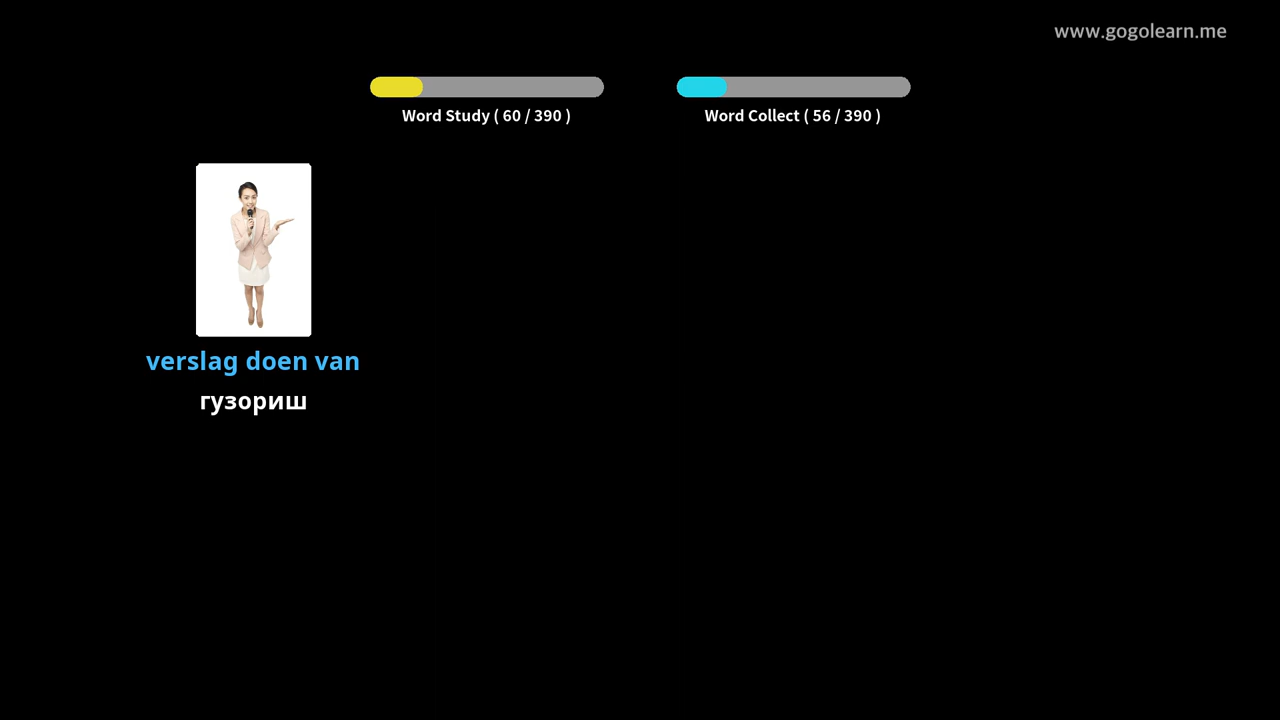 www.gogolearn.me
Word Study ( 60 / 390 )
Word Collect ( 56 / 390 )
verslag doen van
гузориш